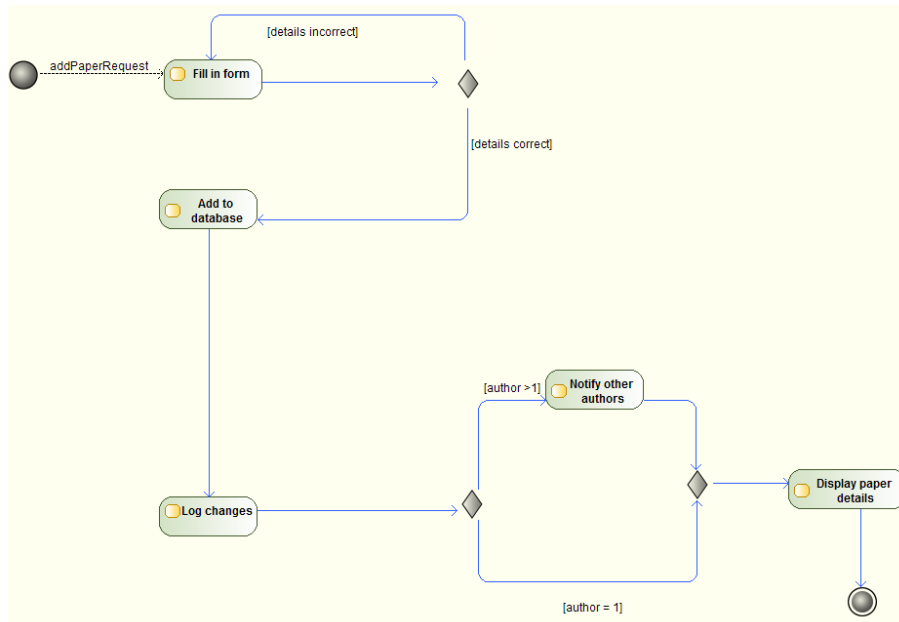 [details incorrect]
addPaperRequest
Fill in form
[details correct]
Add to
database
[author >1]
Notify other
authors
Log changes
Display paper
details
[author = 1]